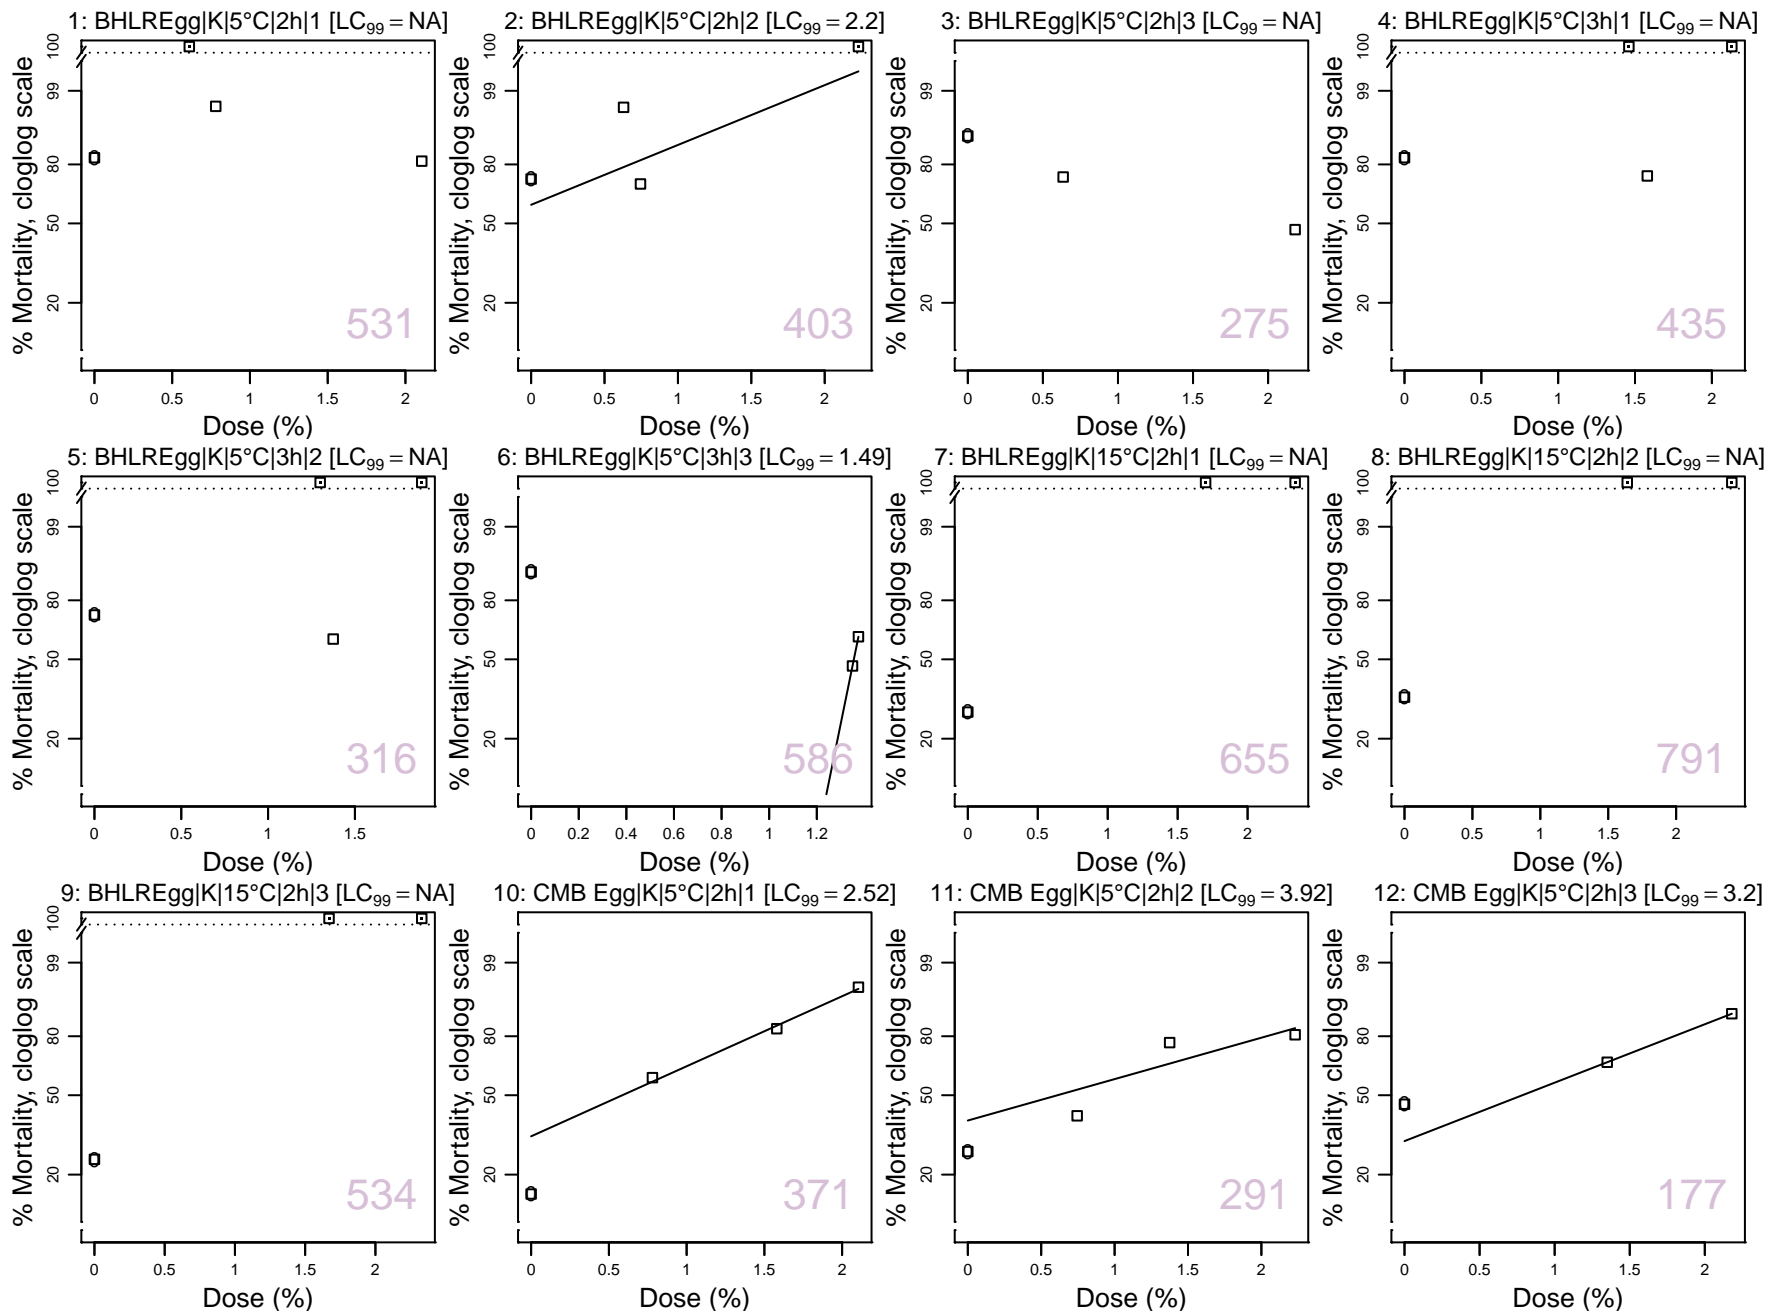 1: BHLREgg|K|5°C|2h|1 [LC99 = NA]
% Mortality, cloglog scale
100
99
80
50
20
531
0 0.5 1 1.5 2
Dose (%)
2: BHLREgg|K|5°C|2h|2 [LC99 = 2.2]
% Mortality, cloglog scale
100
99
80
50
20
403
0 0.5 1 1.5 2
Dose (%)
3: BHLREgg|K|5°C|2h|3 [LC99 = NA]
% Mortality, cloglog scale
100
99
80
50
20
275
0 0.5 1 1.5 2
Dose (%)
4: BHLREgg|K|5°C|3h|1 [LC99 = NA]
% Mortality, cloglog scale
100
99
80
50
20
435
0 0.5 1 1.5 2
Dose (%)
5: BHLREgg|K|5°C|3h|2 [LC99 = NA]
% Mortality, cloglog scale
100
99
80
50
20
316
0 0.5 1 1.5
Dose (%)
6: BHLREgg|K|5°C|3h|3 [LC99 = 1.49]
% Mortality, cloglog scale
99
80
50
20
586
0 0.2 0.4 0.6 0.8 1 1.2
Dose (%)
7: BHLREgg|K|15°C|2h|1 [LC99 = NA]
% Mortality, cloglog scale
100
99
80
50
20
655
0 0.5 1 1.5 2
Dose (%)
8: BHLREgg|K|15°C|2h|2 [LC99 = NA]
% Mortality, cloglog scale
100
99
80
50
20
791
0 0.5 1 1.5 2
Dose (%)
9: BHLREgg|K|15°C|2h|3 [LC99 = NA]
% Mortality, cloglog scale
100
99
80
50
20
534
0 0.5 1 1.5 2
Dose (%)
10: CMB Egg|K|5°C|2h|1 [LC99 = 2.52]
% Mortality, cloglog scale
99
80
50
20
371
0 0.5 1 1.5 2
Dose (%)
11: CMB Egg|K|5°C|2h|2 [LC99 = 3.92]
% Mortality, cloglog scale
99
80
50
20
291
0 0.5 1 1.5 2
Dose (%)
12: CMB Egg|K|5°C|2h|3 [LC99 = 3.2]
% Mortality, cloglog scale
99
80
50
20
177
0 0.5 1 1.5 2
Dose (%)